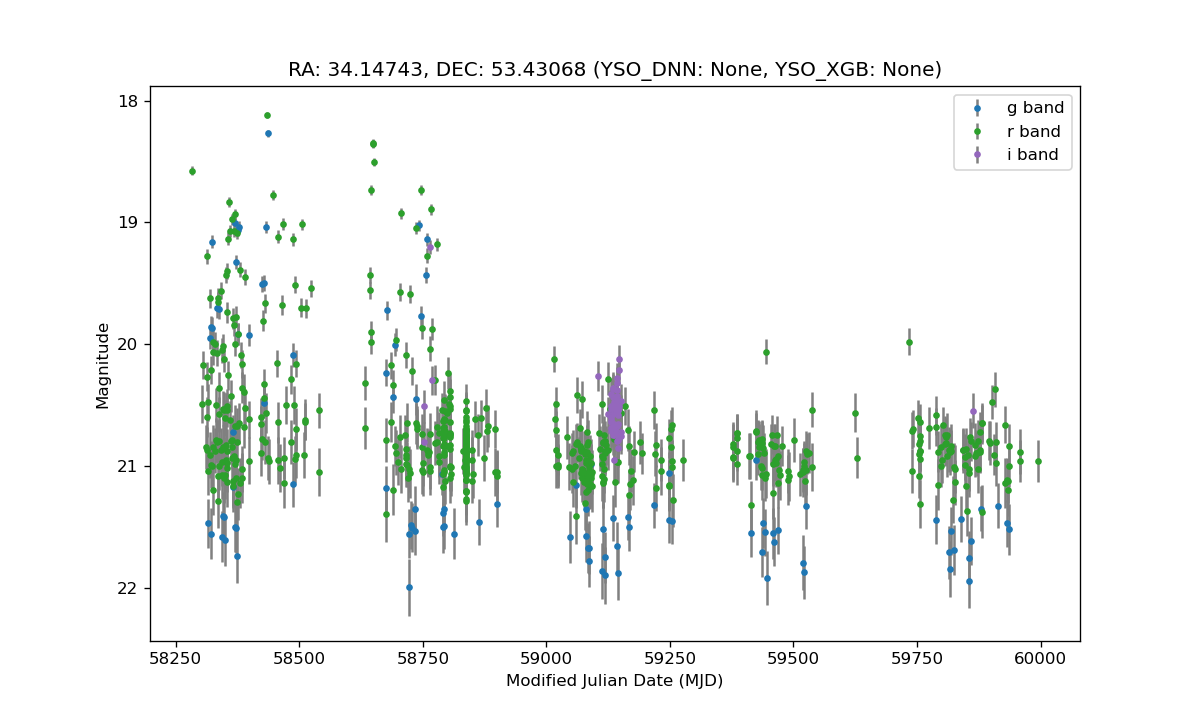 RA: 34.14743, DEC: 53.43068 (YSO_DNN: None, YSO_XGB: None)
g band
r band
i band
18
19
20
21
22
Magnitude
58250 58500 58750 59000 59250 59500 59750 60000
Modified Julian Date (MJD)